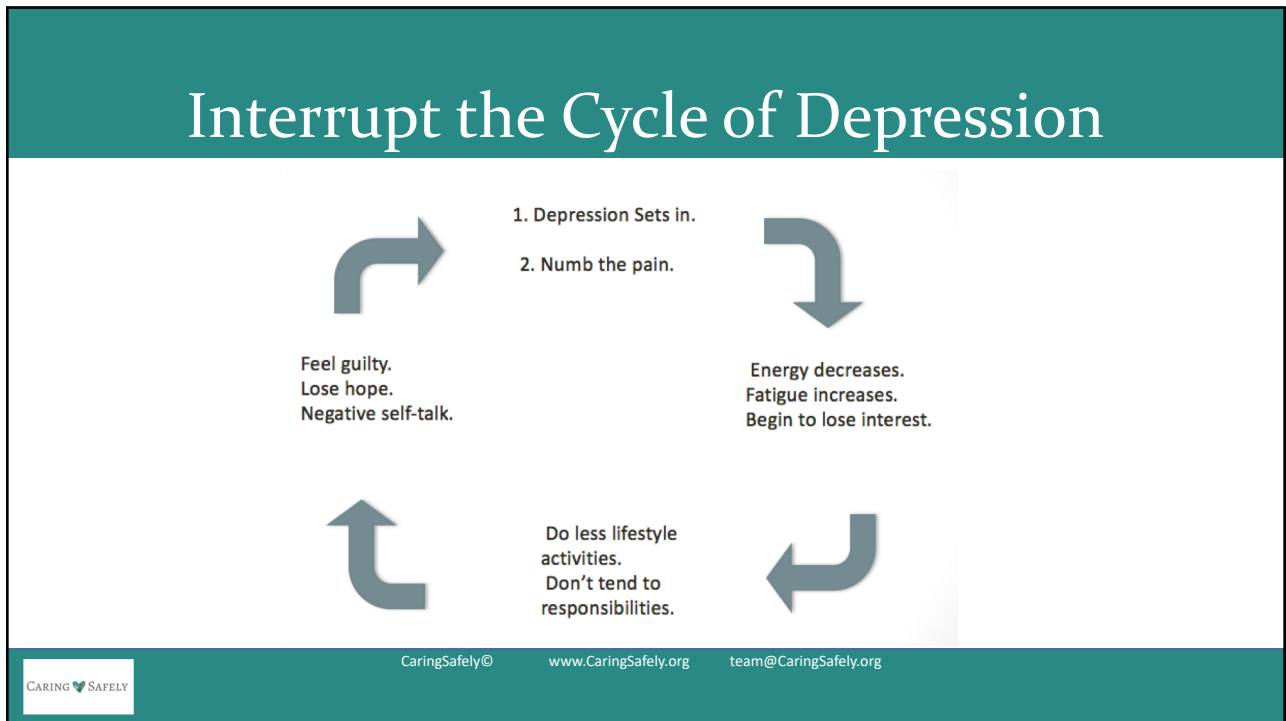 Interrupt the Cycle of Depression
1. Depression Sets in.
2. Numb the pain.
Energy decreases.
Fatigue increases.
Begin to lose interest.
Do less lifestyle
activities.
Don't tend to
responsibilities.
Feel guilty.
Lose hope.
Negative self-talk.
CaringSafely© www.CaringSafely.org team@CaringSafely.org
CARING SAFELY